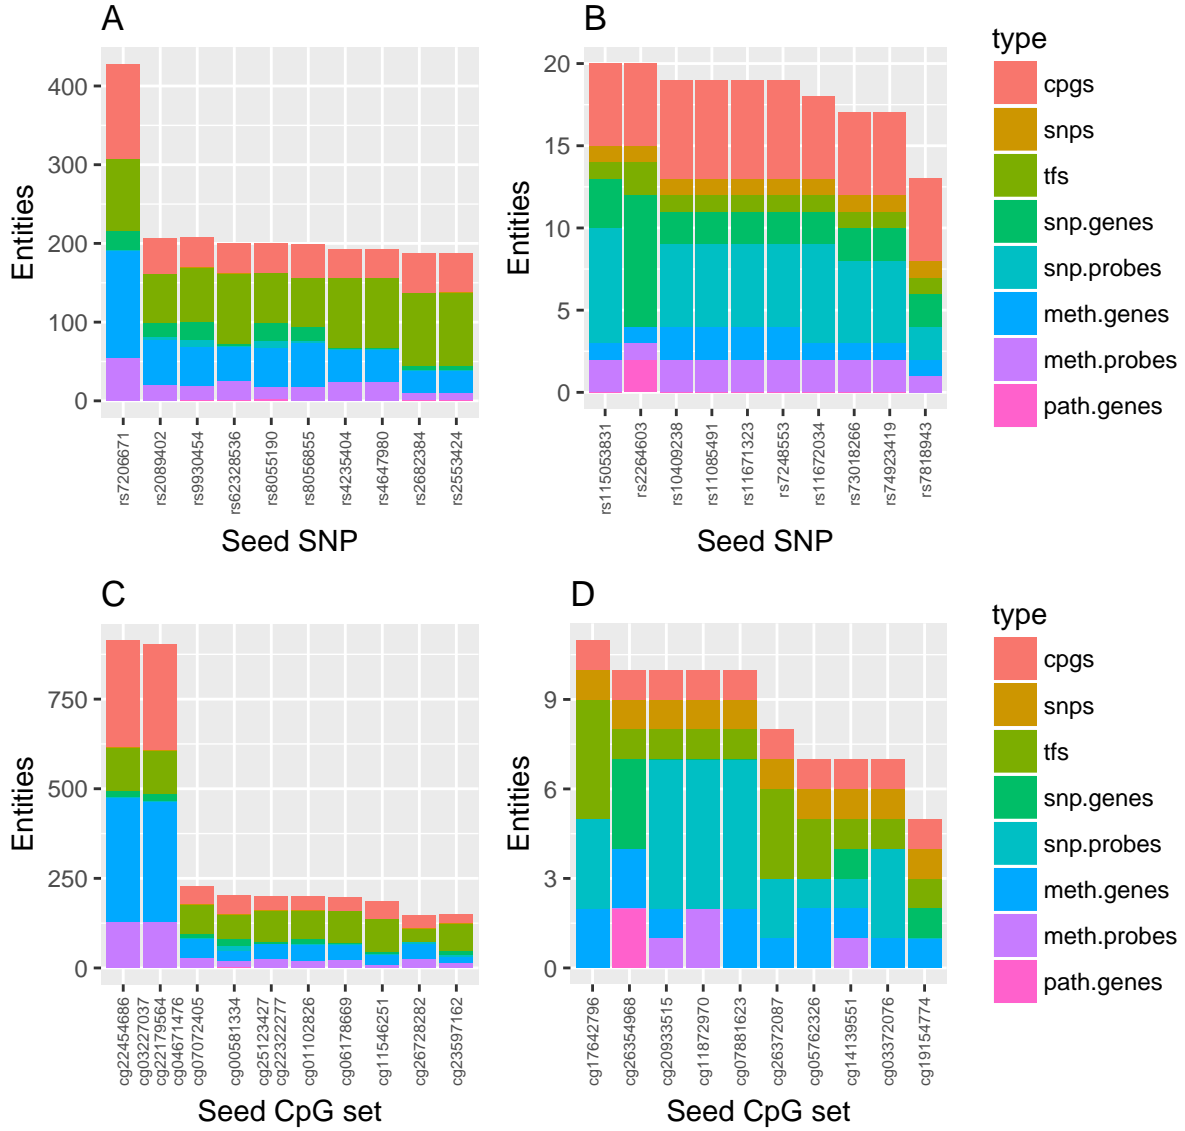 A
Entities
400
300
200
100
0
rs7206671
rs2089402
rs9930454
rs62328536
rs8055190
rs8056855
rs4235404
rs4647980
rs2682384
rs2553424
Seed SNP
B
Entities
20
15
10
5
0
rs115053831
rs2264603
rs10409238
rs11085491
rs11671323
rs7248553
rs11672034
rs73018266
rs74923419
rs7818943
Seed SNP
type
cpgs
snps
tfs
snp.genes
snp.probes
meth.genes
meth.probes
path.genes
C
Entities
750
500
250
0
cg22454686
cg03227037
cg22179564
cg04671476
cg07072405
cg00581334
cg25123427
cg22322277
cg01102826
cg06178669
cg11546251
cg26728282
cg23597162
Seed CpG set
D
Entities
9
6
3
0
cg17642796
cg26354968
cg20933515
cg11872970
cg07881623
cg26372087
cg05762326
cg14139551
cg03372076
cg19154774
Seed CpG set
type
cpgs
snps
tfs
snp.genes
snp.probes
meth.genes
meth.probes
path.genes